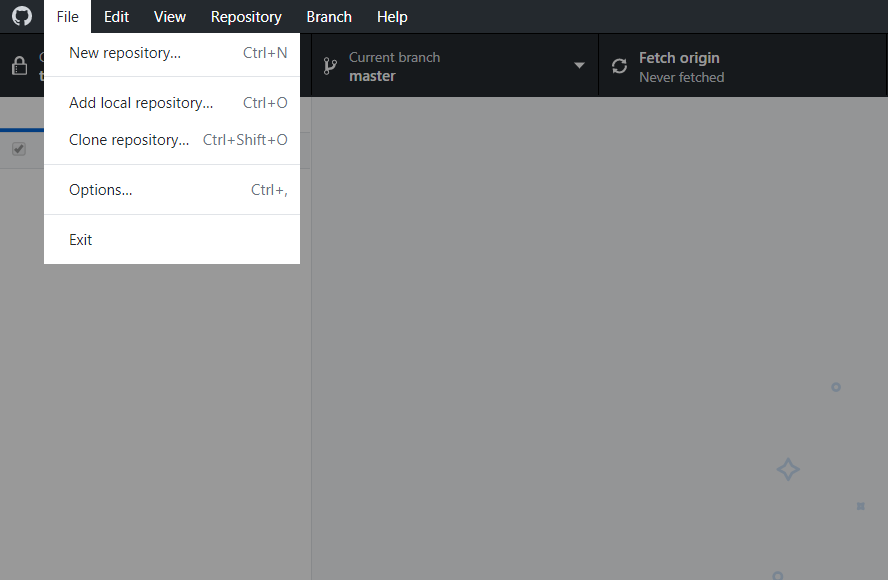 File Edit View Repository Branch Help
New repository... Ctrl+N
Add local repository... Ctrl+O
Clone repository... Ctrl+Shift+O
Options... Ctrl+,
Exit
Current branch
master
Fetch origin
Never fetched